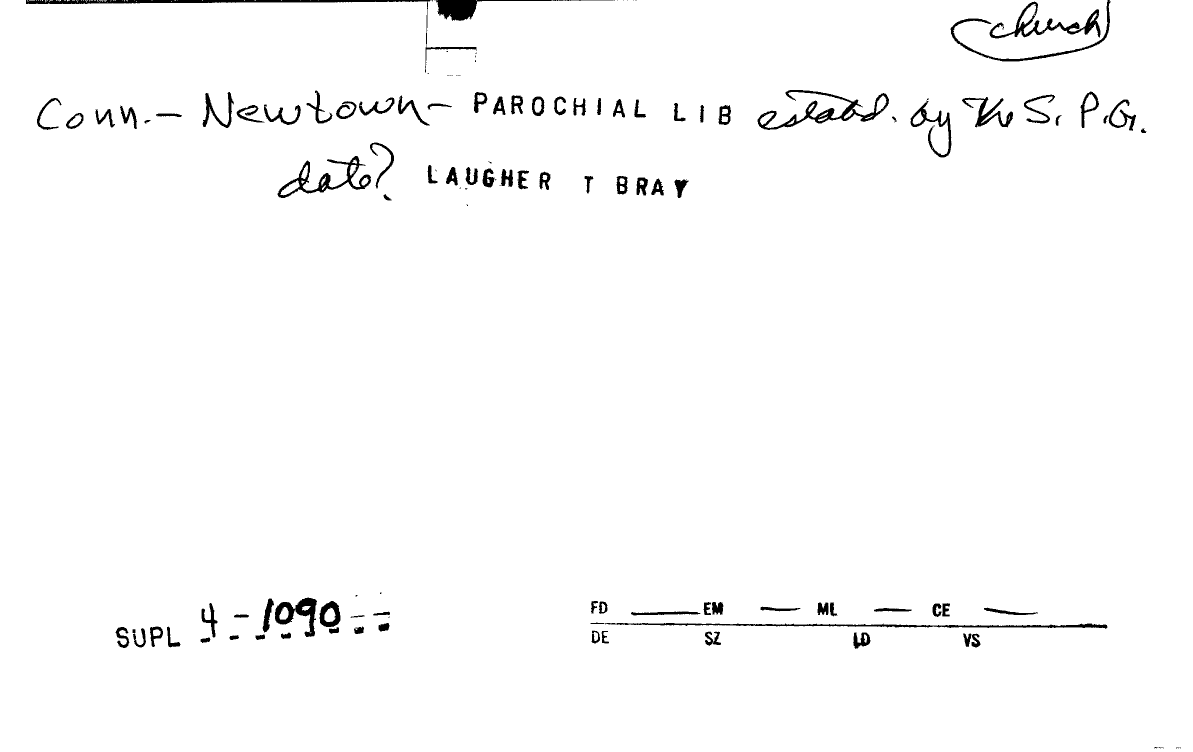 church
Conn. - Newtown - PAROCHIAL LIB establ. by the S. P. G.
date? LAUGHER T BRAY
SUPL 4 - 1090 - -
FD EM ML CE
DE SZ LD VS